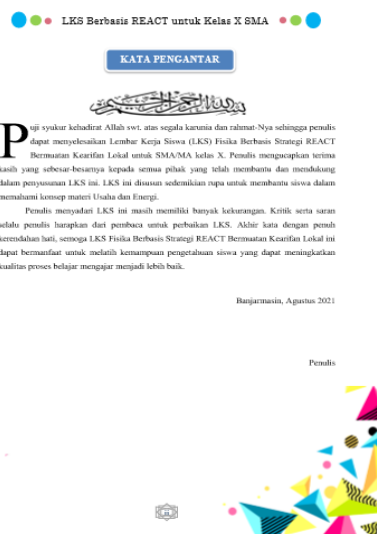 LKS Berbasis REACT untuk Kelas X SMA
KATA PENGANTAR
بسم الله الرحمن الرحيم
Puji syukur kehadirat Allah swt. atas segala karunia dan rahmat-Nya sehingga penulis
dapat menyelesaikan Lembar Kerja Siswa (LKS) Fisika Berbasis Strategi REACT
Bermuatan Kearifan Lokal untuk SMA/MA kelas X. Penulis mengucapkan terima
kasih yang sebesar-besarnya kepada semua pihak yang telah membantu dan mendukung
dalam penyusunan LKS ini. LKS ini disusun sedemikian rupa untuk membantu siswa dalam
memahami konsep materi Usaha dan Energi.
Penulis menyadari LKS ini masih memiliki banyak kekurangan. Kritik serta saran
selalu penulis harapkan dari pembaca untuk perbaikan LKS. Akhir kata dengan penuh
kerendahan hati, semoga LKS Fisika Berbasis Strategi REACT Bermuatan Kearifan Lokal ini
dapat bermanfaat untuk melatih kemampuan pengetahuan siswa yang dapat meningkatkan
kualitas proses belajar mengajar menjadi lebih baik.
Banjarmasin, Agustus 2021
Penulis